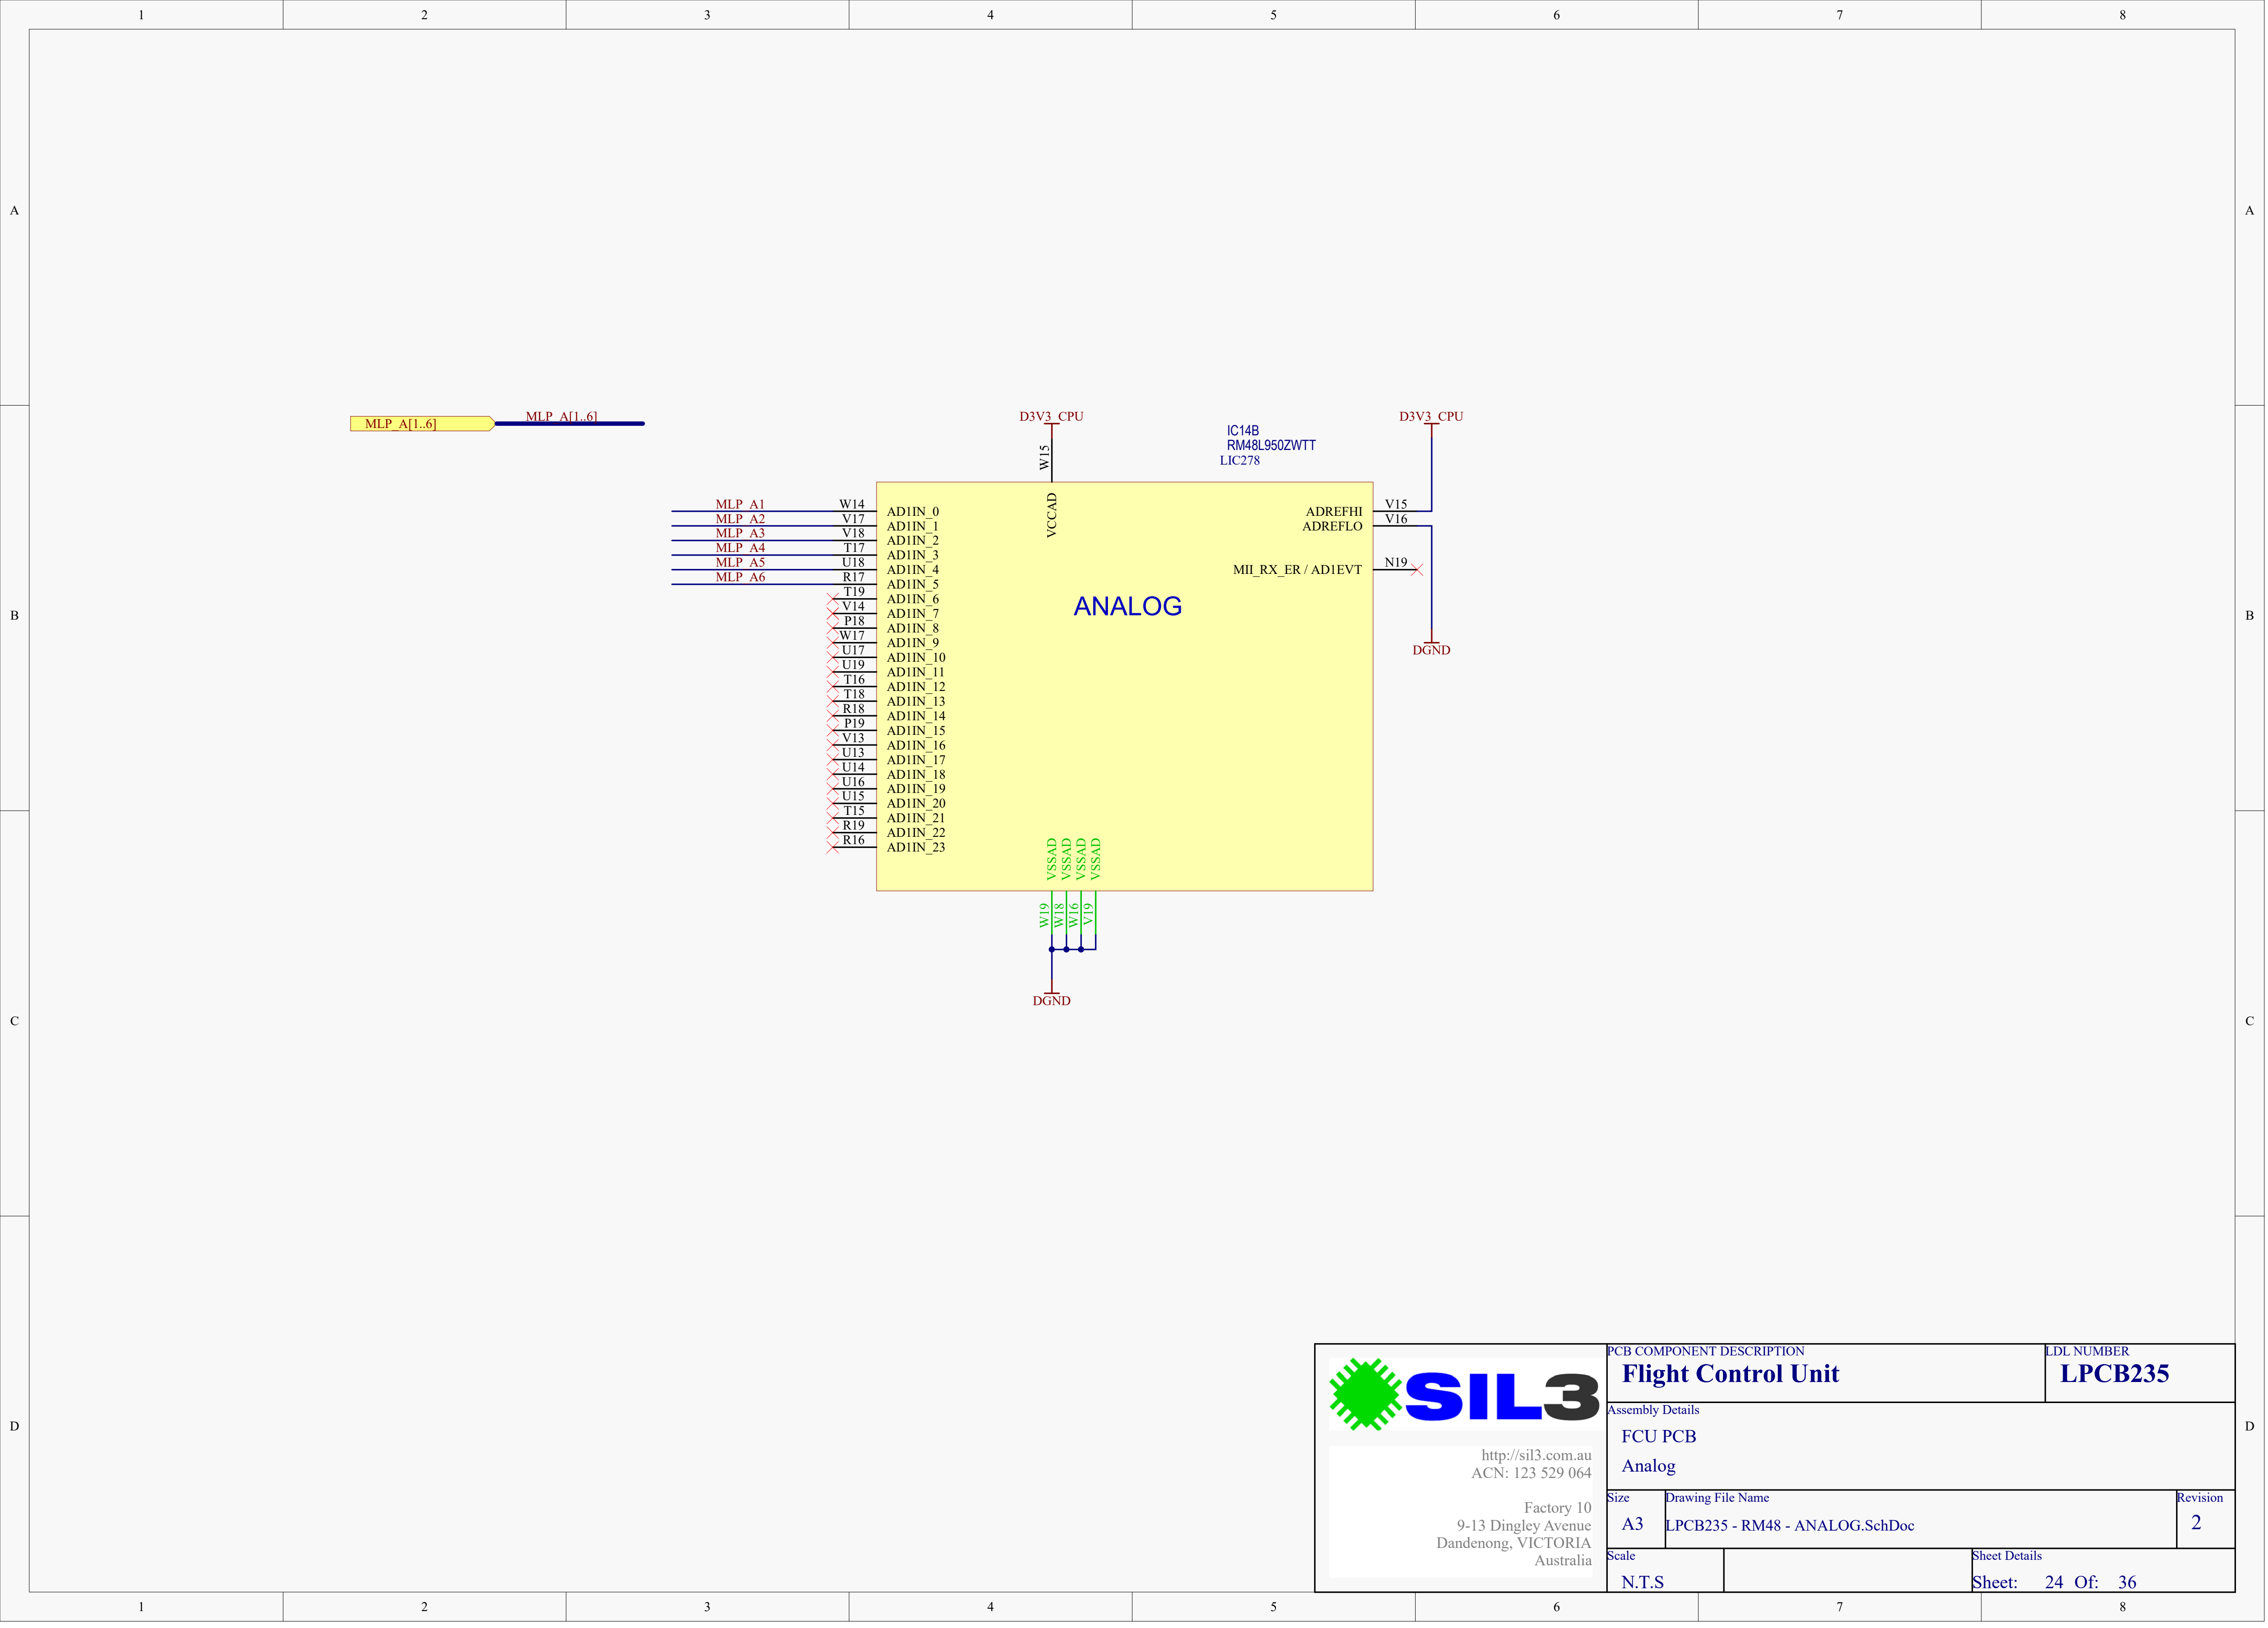 1 2 3 4 5 6 7 8
A A
MLP_A[1..6] MLP_A[1..6]
D3V3_CPU D3V3_CPU
IC14B
RM48L950ZWTT
LIC278
W15
VCCAD
MLP_A1 W14 AD1IN_0
MLP_A2 V17 AD1IN_1
MLP_A3 V18 AD1IN_2
MLP_A4 T17 AD1IN_3
MLP_A5 U18 AD1IN_4
MLP_A6 R17 AD1IN_5
T19 AD1IN_6
V14 AD1IN_7
P18 AD1IN_8
W17 AD1IN_9
U17 AD1IN_10
U19 AD1IN_11
T16 AD1IN_12
T18 AD1IN_13
R18 AD1IN_14
P19 AD1IN_15
V13 AD1IN_16
U13 AD1IN_17
U14 AD1IN_18
U16 AD1IN_19
U15 AD1IN_20
T15 AD1IN_21
R19 AD1IN_22
R16 AD1IN_23
ADREFHI V15
ADREFLO V16
MII_RX_ER / AD1EVT N19
ANALOG
DGND
B B
VSSAD VSSAD VSSAD VSSAD
W19 W18 W16 V19
DGND
C C
D D
SIL3
http://sil3.com.au
ACN: 123 529 064
Factory 10
9-13 Dingley Avenue
Dandenong, VICTORIA
Australia
PCB COMPONENT DESCRIPTION
Flight Control Unit
LDL NUMBER
LPCB235
Assembly Details
FCU PCB
Analog
Size
A3
Drawing File Name
LPCB235 - RM48 - ANALOG.SchDoc
Revision
2
Scale
N.T.S
Sheet Details
Sheet: 24 Of: 36
1 2 3 4 5 6 7 8